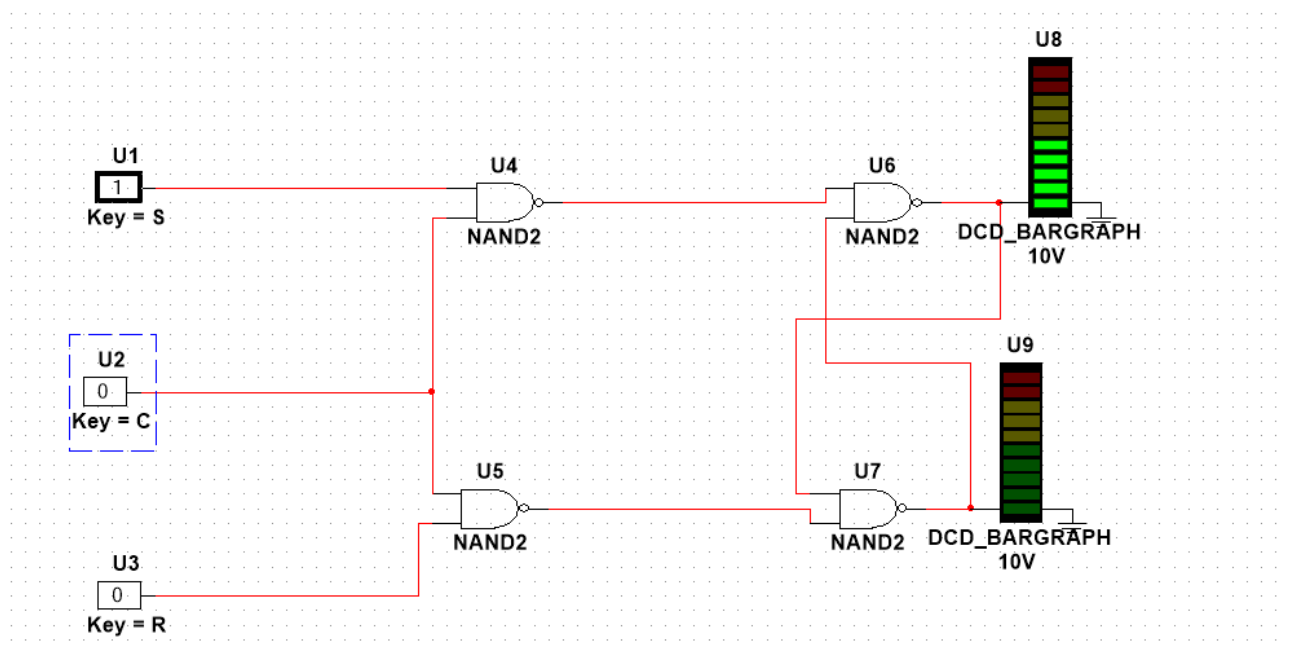 U8
U1
1
Key = S
U4
NAND2
U6
NAND2
DCD_BARGRAPH
10V
U2
0
Key = C
U9
U5
NAND2
U7
NAND2
DCD_BARGRAPH
10V
U3
0
Key = R